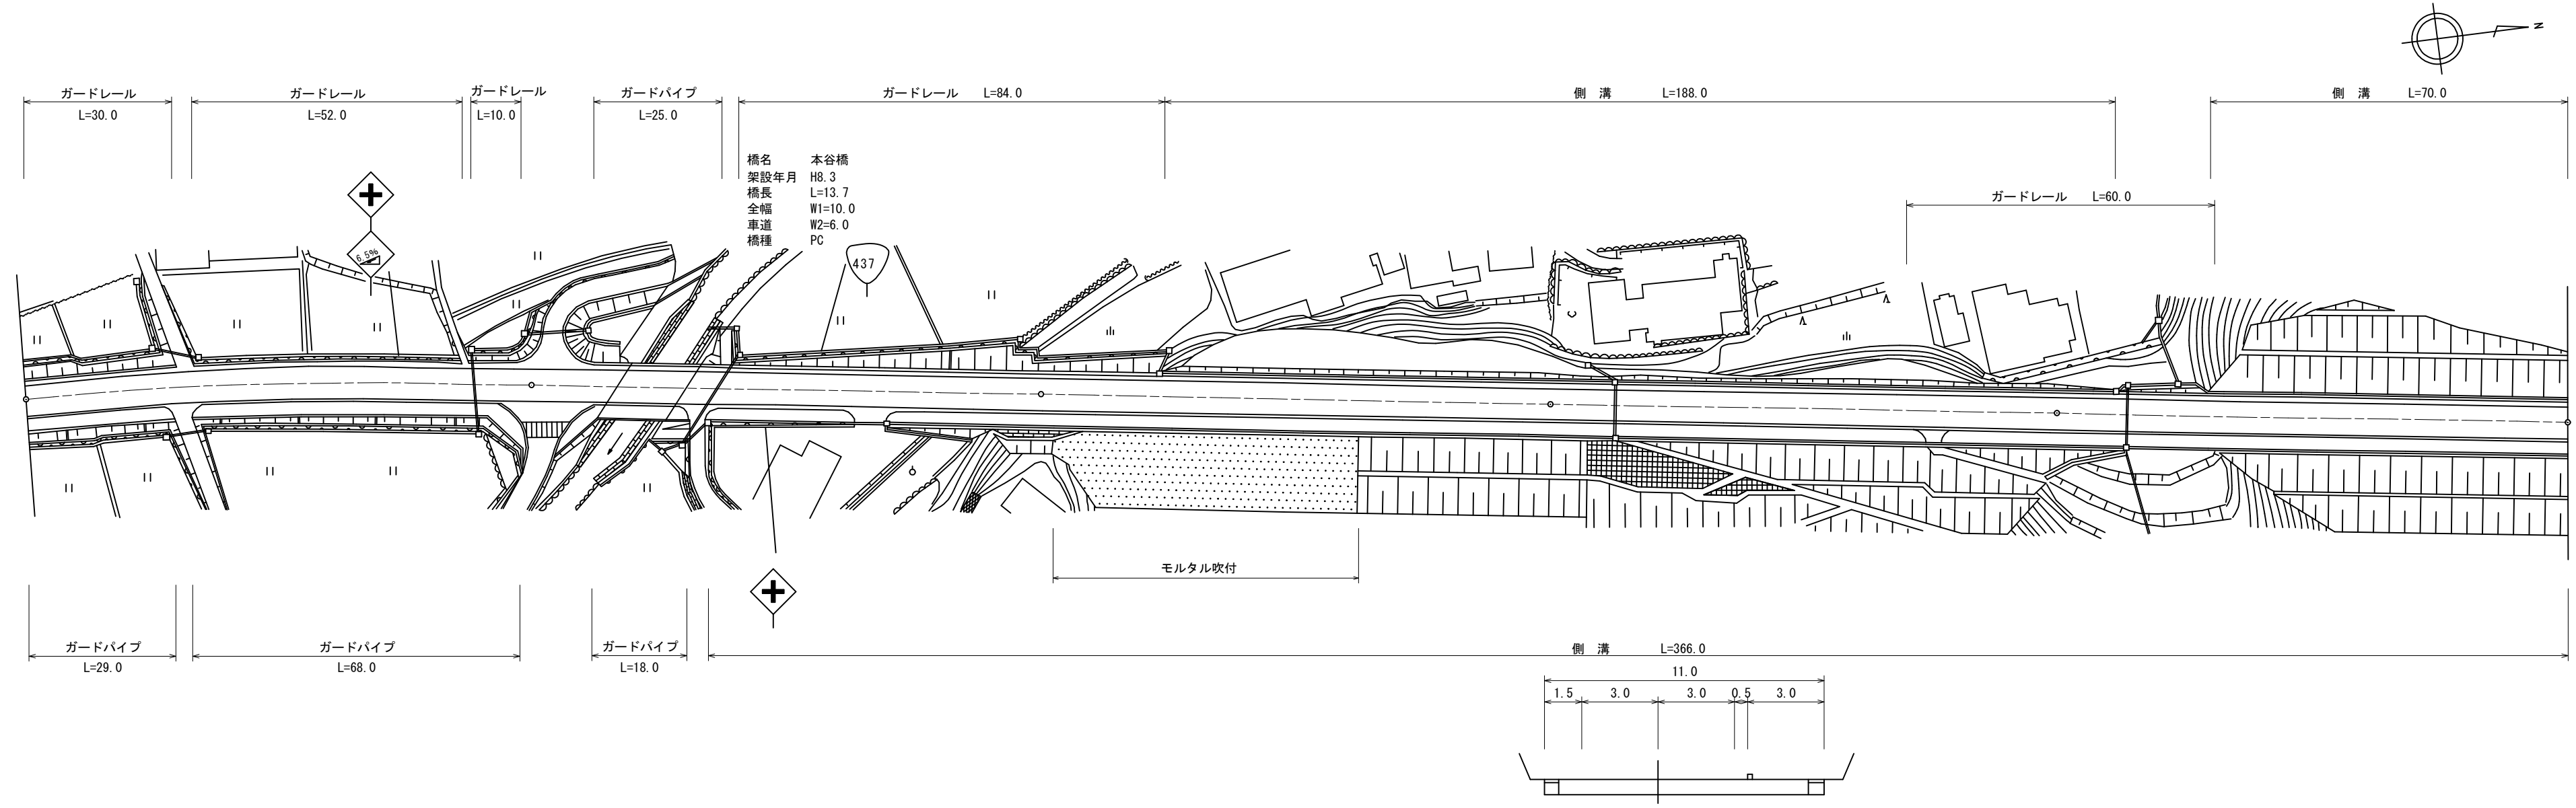 N
ガードレール
L=30.0
ガードレール
L=52.0
ガードレール
L=10.0
ガードパイプ
L=25.0
ガードレール L=84.0
側 溝 L=188.0
側 溝 L=70.0
橋名 本谷橋
架設年月 H8.3
橋長 L=13.7
全幅 W1=10.0
車道 W2=6.0
橋種 PC
ガードレール L=60.0
6.5%
437
モルタル吹付
ガードパイプ
L=29.0
ガードパイプ
L=68.0
ガードパイプ
L=18.0
側 溝 L=366.0
11.0
1.5 3.0 3.0 0.5 3.0